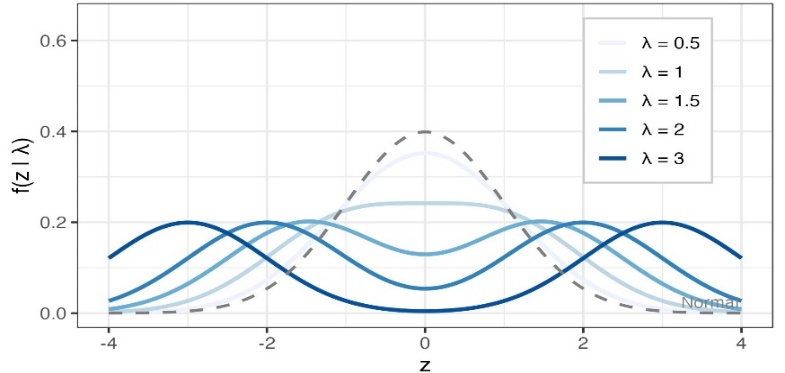 λ = 0.5
λ = 1
λ = 1.5
λ = 2
λ = 3
f(z | λ)
0.6
0.4
0.2
0.0
Normal
-4
-2
0
2
4
z